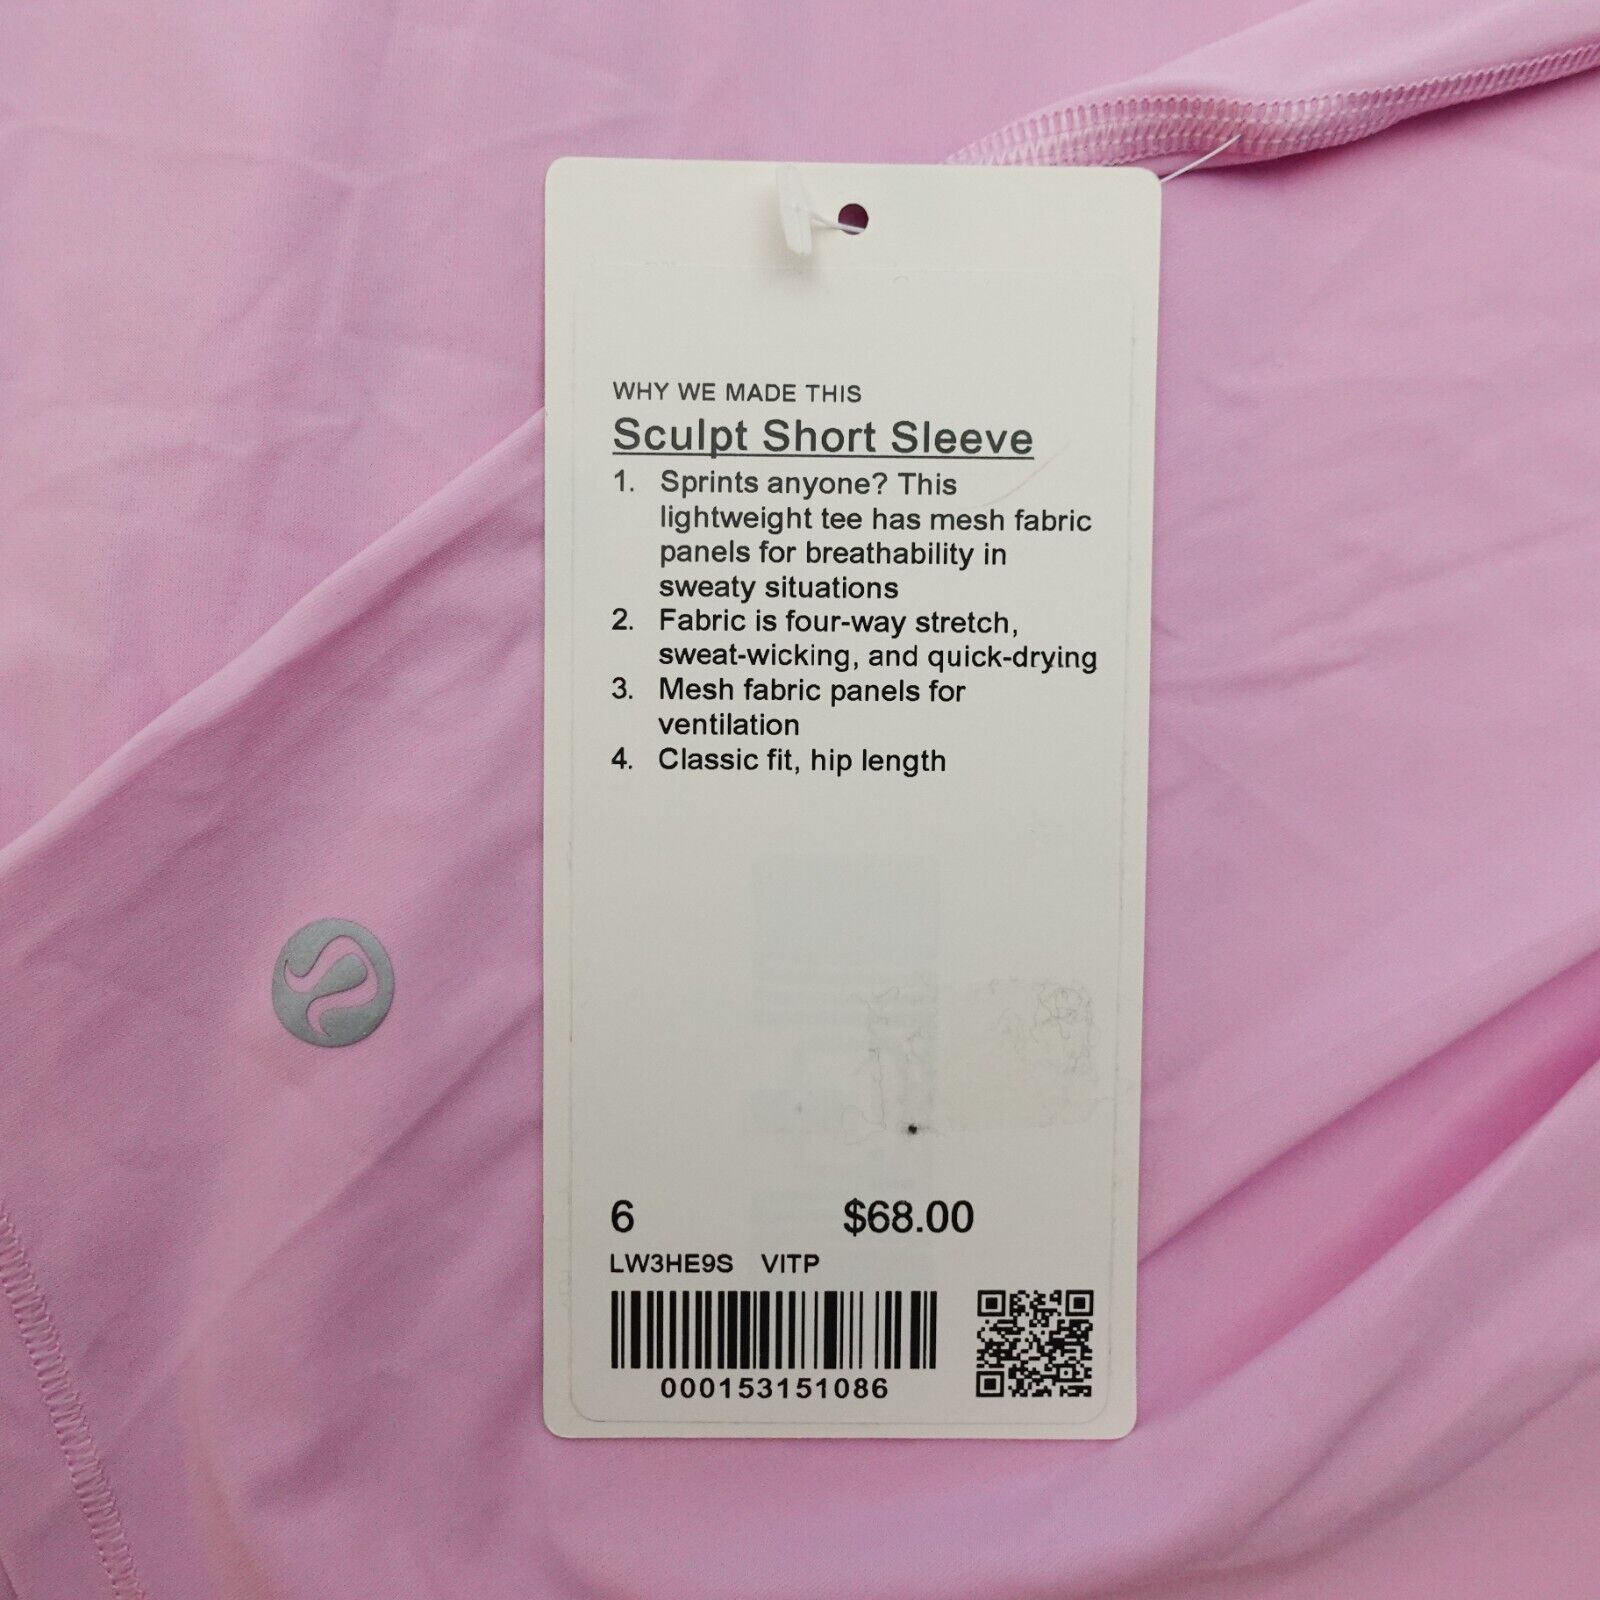 WHY WE MADE THIS
Sculpt Short Sleeve
1. Sprints anyone? This
lightweight tee has mesh fabric
panels for breathability in
sweaty situations
2. Fabric is four-way stretch,
sweat-wicking, and quick-drying
3. Mesh fabric panels for
ventilation
4. Classic fit, hip length
6 $68.00
LW3HE9S VITP
000153151086